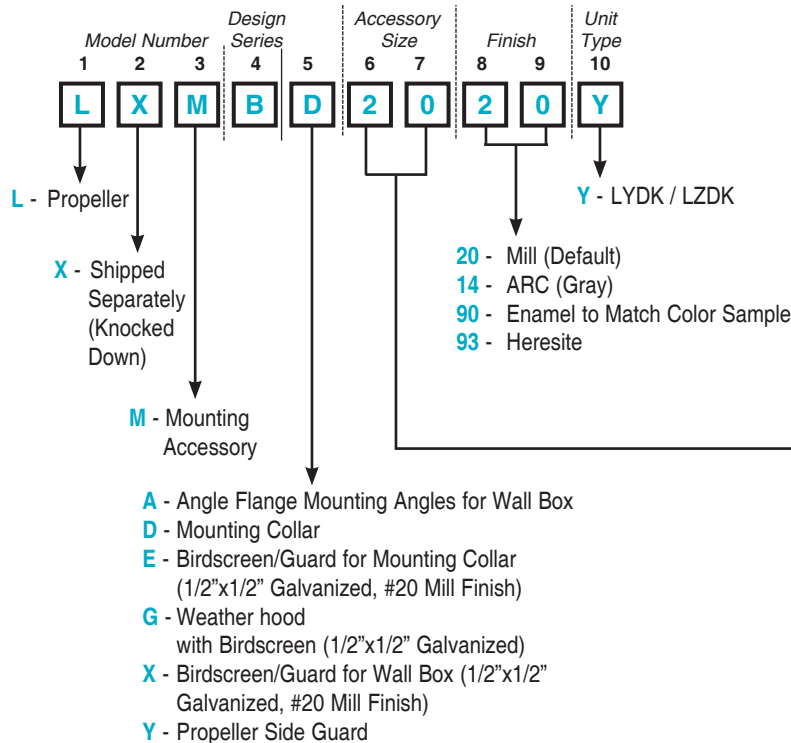 Design Accessory Unit
Model Number Series Size Finish Type
1 2 3 4 5 6 7 8 9 10
L X M B D 2 0 2 0 Y
L - Propeller
Y - LYDK / LZDK
X - Shipped
Separately
(Knocked
Down)
20 - Mill (Default)
14 - ARC (Gray)
90 - Enamel to Match Color Sample
93 - Heresite
M - Mounting
Accessory
A - Angle Flange Mounting Angles for Wall Box
D - Mounting Collar
E - Birdscreen/Guard for Mounting Collar
(1/2”x1/2” Galvanized, #20 Mill Finish)
G - Weather hood
with Birdscreen (1/2”x1/2” Galvanized)
X - Birdscreen/Guard for Wall Box (1/2”x1/2”
Galvanized, #20 Mill Finish)
Y - Propeller Side Guard